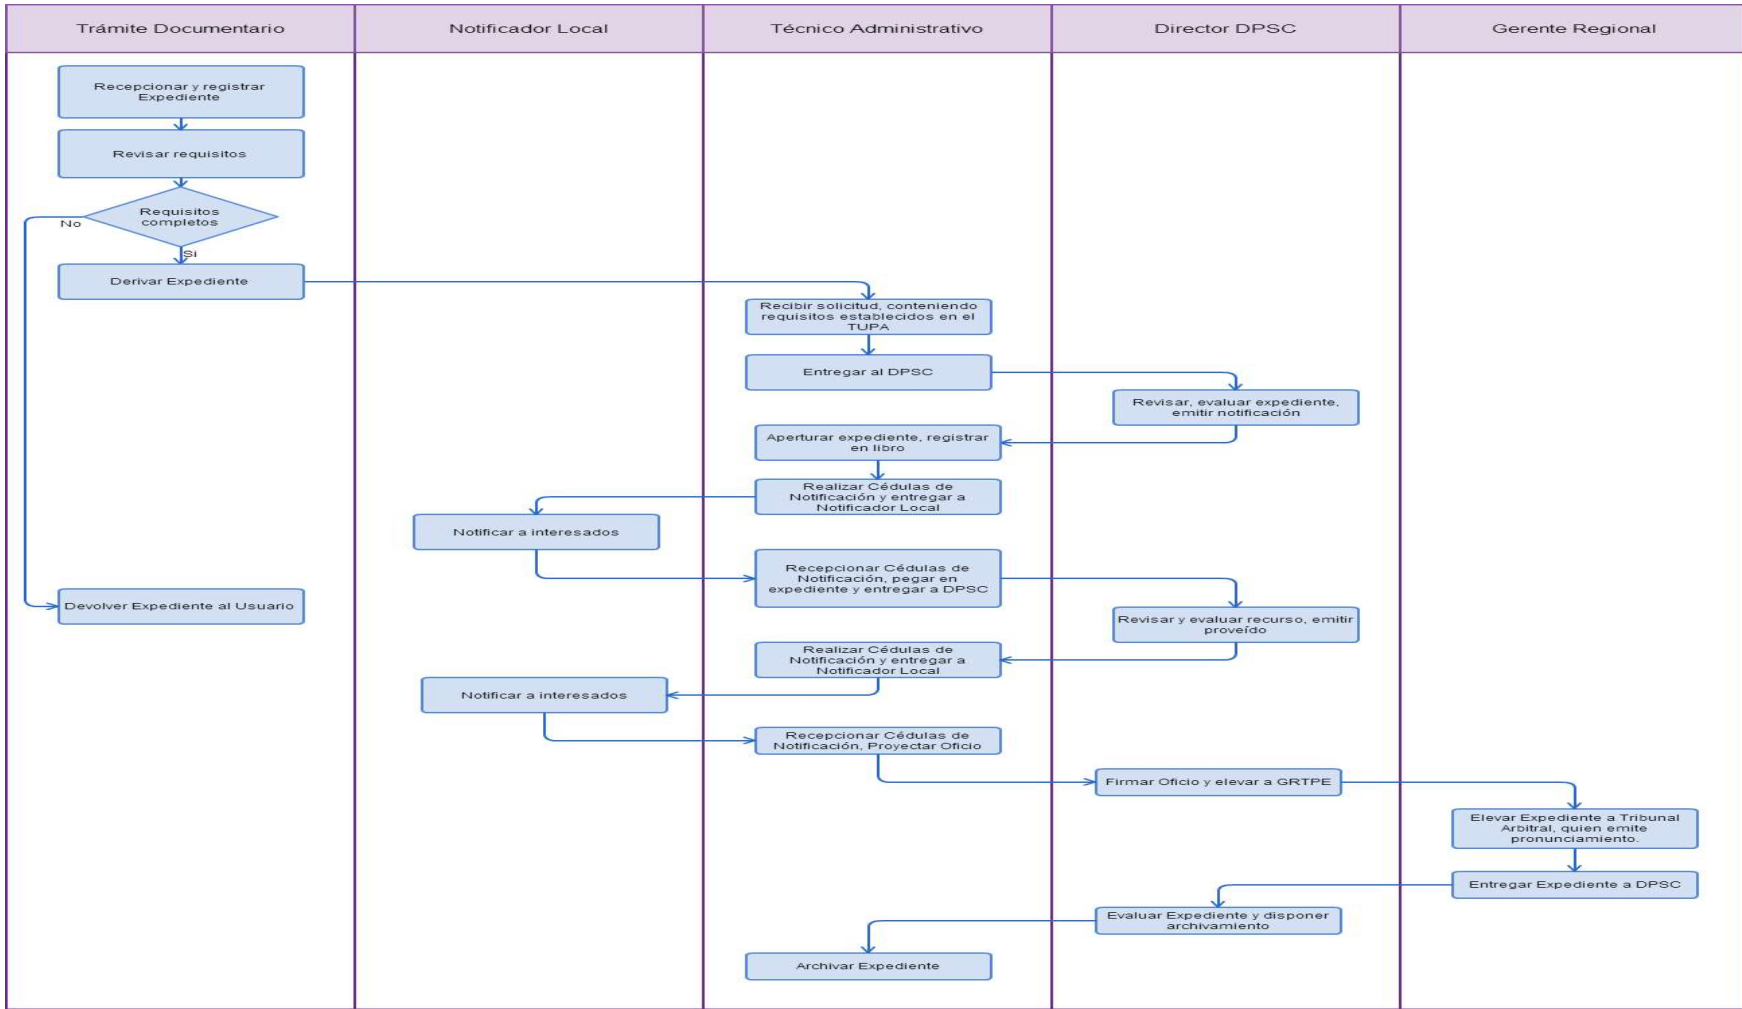 Trámite Documentario
Notificador Local
Técnico Administrativo
Director DPSC
Gerente Regional
Recepcionar y registrar
Expediente
Revisar requisitos
Requisitos
completos
No
Si
Derivar Expediente
Recibir solicitud, conteniendo
requisitos establecidos en el
TUPA
Entregar al DPSC
Revisar, evaluar expediente,
emitir notificación
Aperturar expediente, registrar
en libro
Realizar Cédulas de
Notificación y entregar a
Notificador Local
Notificar a interesados
Recepcionar Cédulas de
Notificación, pegar en
expediente y entregar a DPSC
Devolver Expediente al Usuario
Revisar y evaluar recurso, emitir
proveído
Realizar Cédulas de
Notificación y entregar a
Notificador Local
Notificar a interesados
Recepcionar Cédulas de
Notificación, Proyectar Oficio
Firmar Oficio y elevar a GRTPE
Elevar Expediente a Tribunal
Arbitral, quien emite
pronunciamiento.
Entregar Expediente a DPSC
Evaluar Expediente y disponer
archivamiento
Archivar Expediente